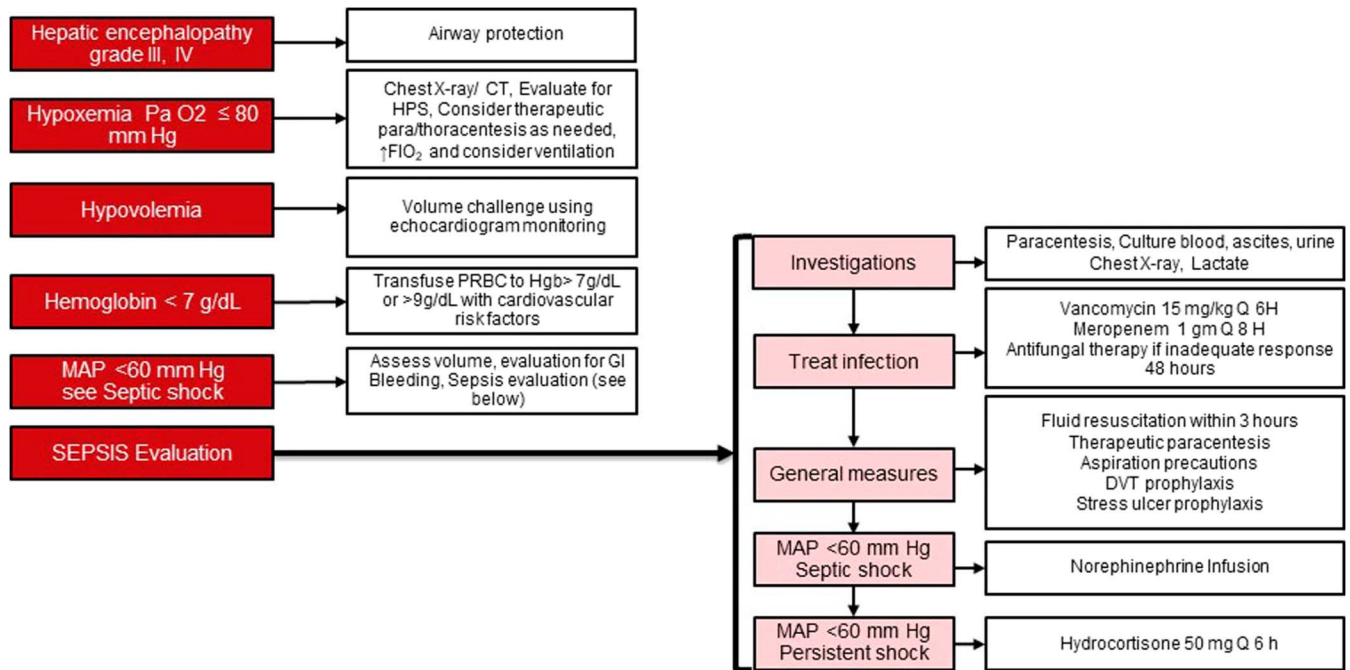 Hepatic encephalopathy
grade III, IV
Airway protection
Hypoxemia Pa O2 ≤ 80
mm Hg
Chest X-ray/ CT, Evaluate for
HPS, Consider therapeutic
para/thoracentesis as needed,
↑FIO₂ and consider ventilation
Hypovolemia
Volume challenge using
echocardiogram monitoring
Hemoglobin < 7 g/dL
Transfuse PRBC to Hgb> 7g/dL
or >9g/dL with cardiovascular
risk factors
MAP <60 mm Hg
see Septic shock
Assess volume, evaluation for GI
Bleeding, Sepsis evaluation (see
below)
SEPSIS Evaluation
Investigations
Paracentesis, Culture blood, ascites, urine
Chest X-ray, Lactate
Treat infection
Vancomycin 15 mg/kg Q 6H
Meropenem 1 gm Q 8 H
Antifungal therapy if inadequate response
48 hours
General measures
Fluid resuscitation within 3 hours
Therapeutic paracentesis
Aspiration precautions
DVT prophylaxis
Stress ulcer prophylaxis
MAP <60 mm Hg
Septic shock
Norephinephrine Infusion
MAP <60 mm Hg
Persistent shock
Hydrocortisone 50 mg Q 6 h